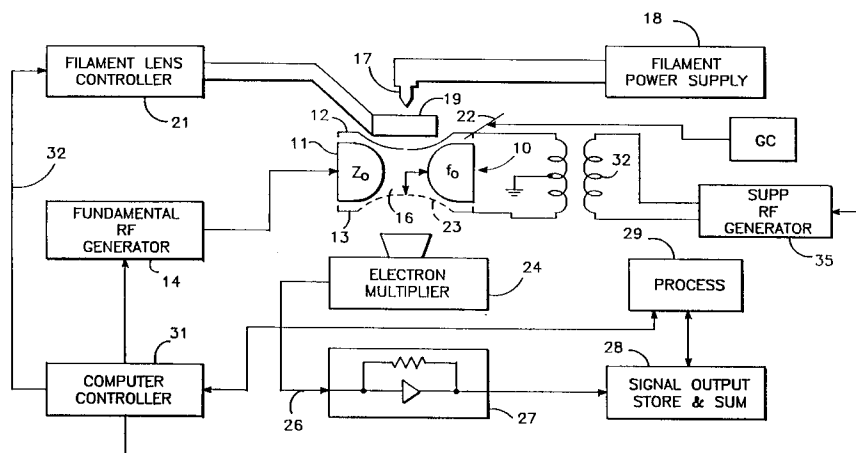 18
FILAMENT LENS
CONTROLLER
21
17
FILAMENT
POWER SUPPLY
19
12
22
11
10
GC
32
Zo
fo
32
FUNDAMENTAL
RF
GENERATOR
14
13
16
23
SUPP
RF
GENERATOR
35
29
ELECTRON
MULTIPLIER
24
PROCESS
31
28
COMPUTER
CONTROLLER
26
27
SIGNAL OUTPUT
STORE & SUM